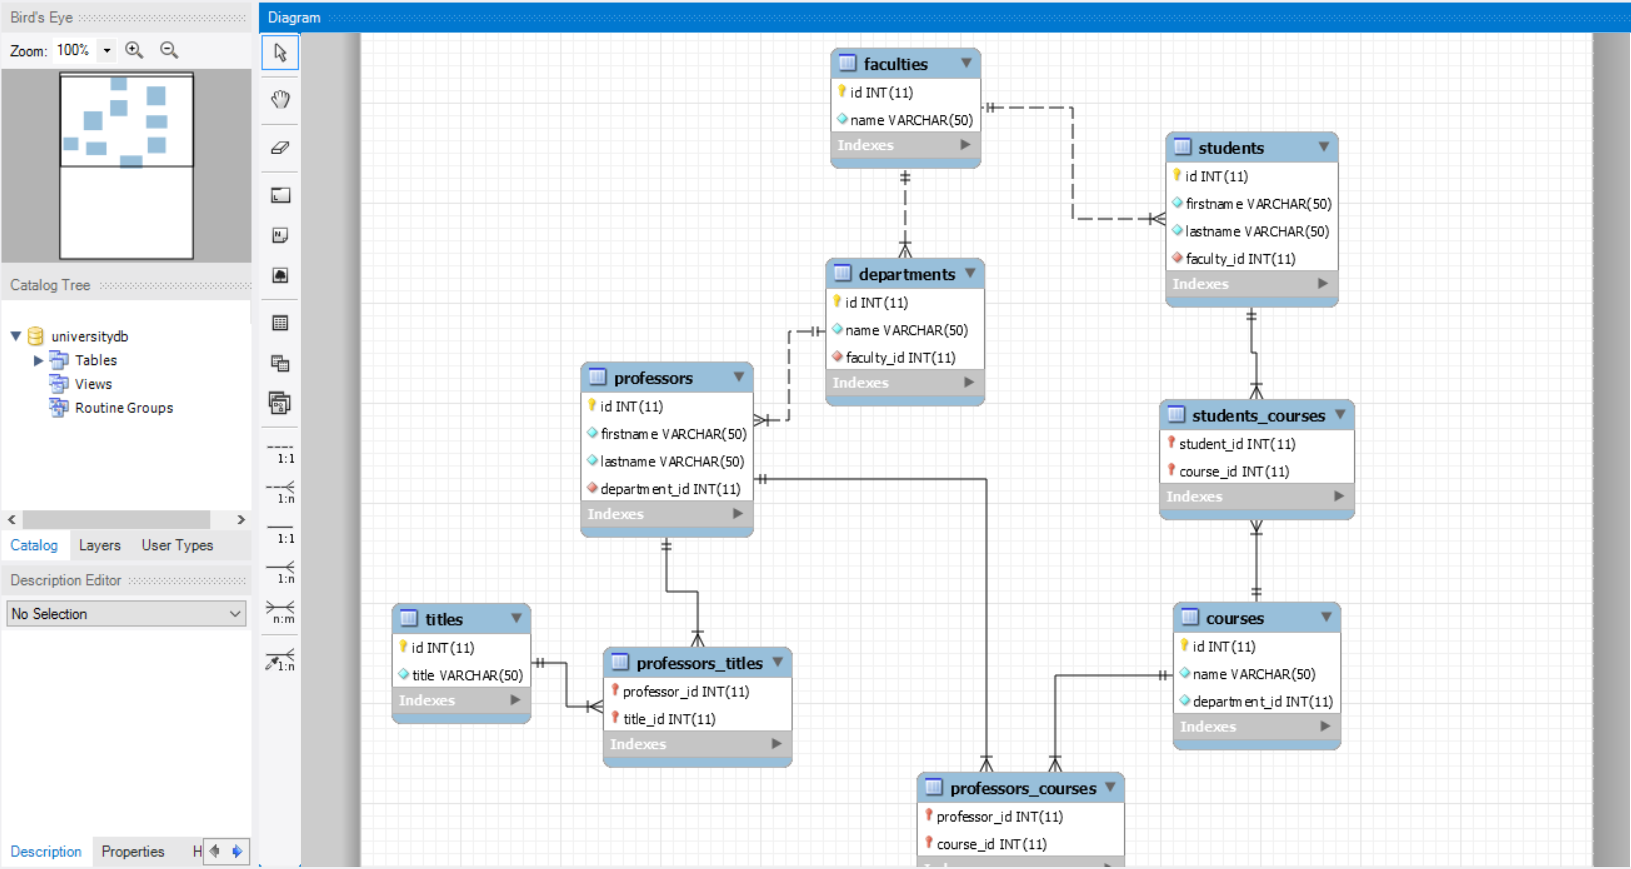 Bird's Eye
Zoom: 100%
Catalog Tree
universitydb
Tables
Views
Routine Groups
Catalog Layers User Types
Description Editor
No Selection
Description Properties H
1:1
1:n
1:1
1:n
n:m
1:n
Diagram
faculties
id INT(11)
name VARCHAR(50)
Indexes
students
id INT(11)
firstname VARCHAR(50)
lastname VARCHAR(50)
faculty_id INT(11)
Indexes
departments
id INT(11)
name VARCHAR(50)
faculty_id INT(11)
Indexes
professors
id INT(11)
firstname VARCHAR(50)
lastname VARCHAR(50)
department_id INT(11)
Indexes
students_courses
student_id INT(11)
course_id INT(11)
Indexes
titles
id INT(11)
title VARCHAR(50)
Indexes
professors_titles
professor_id INT(11)
title_id INT(11)
Indexes
courses
id INT(11)
name VARCHAR(50)
department_id INT(11)
Indexes
professors_courses
professor_id INT(11)
course_id INT(11)